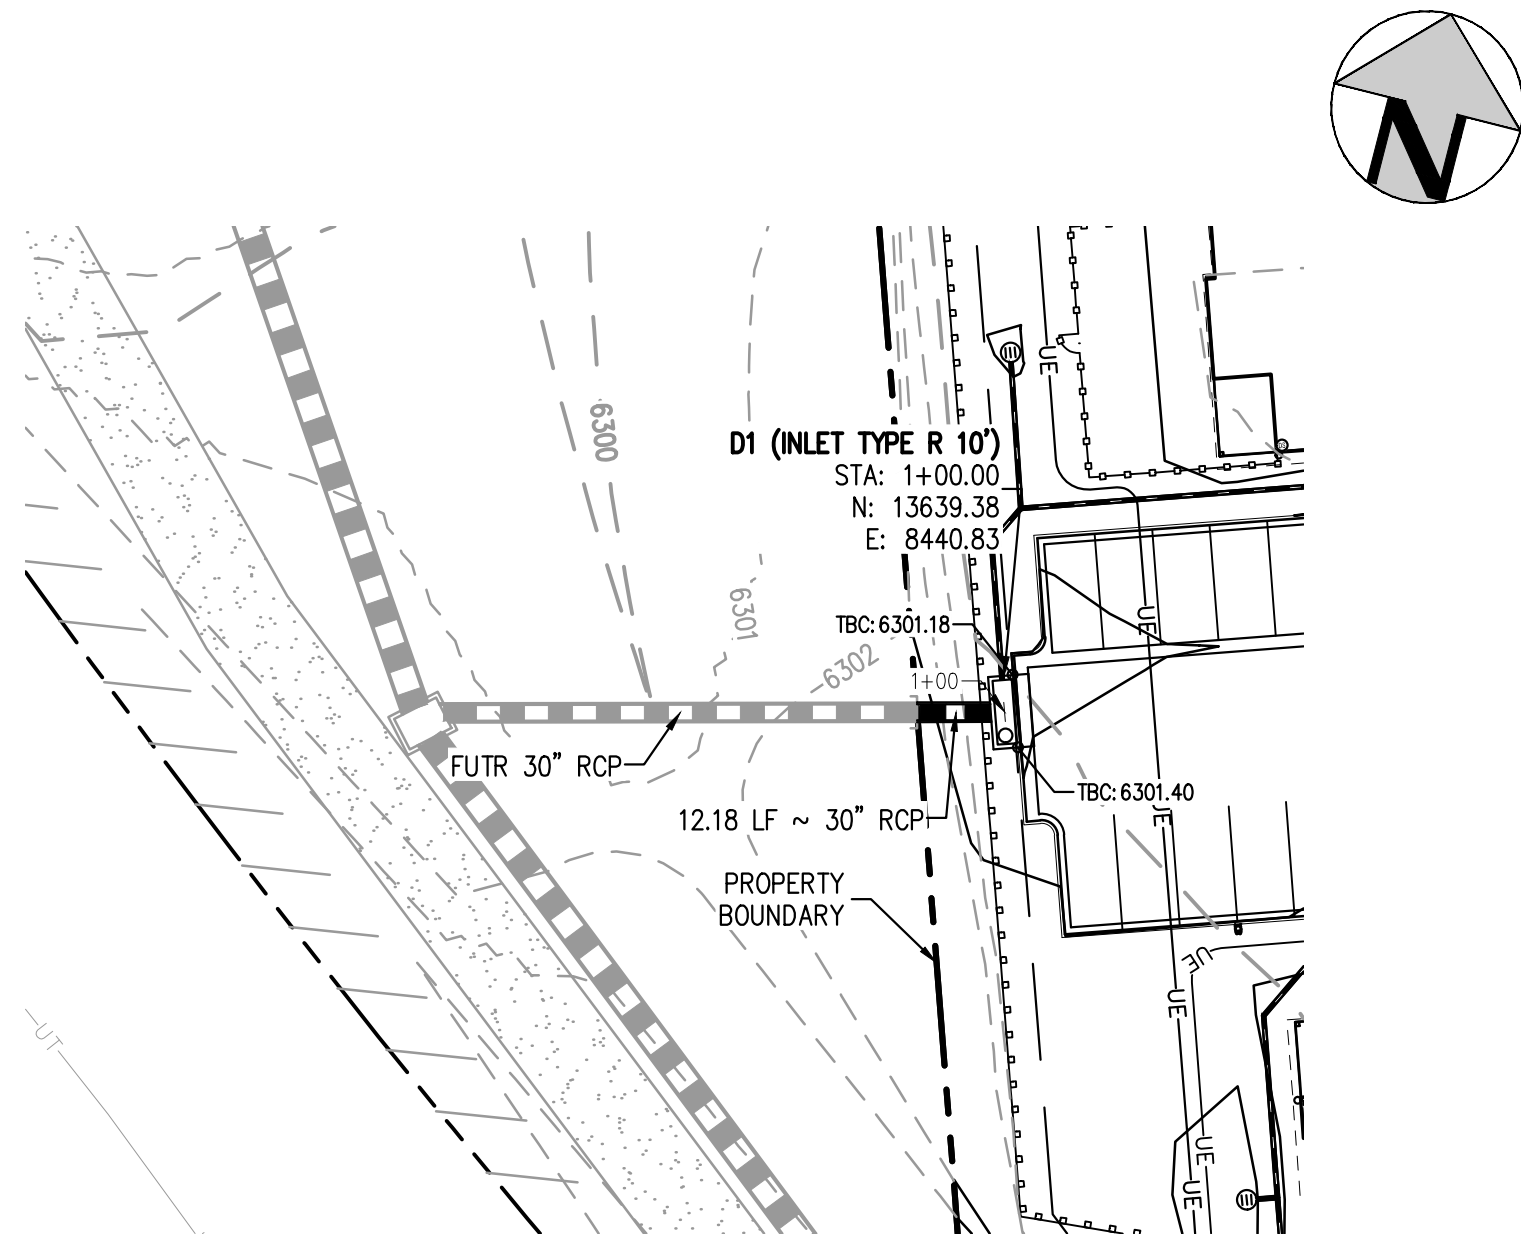 N
UE
6300
D1 (INLET TYPE R 10')
STA: 1+00.00
N: 13639.38
E: 8440.83
6301
TBC: 6301.18
UE
6302
1+00
FUTR 30" RCP
TBC: 6301.40
12.18 LF ~ 30" RCP
UE
PROPERTY
BOUNDARY
UE
UE
UT
UE
UE